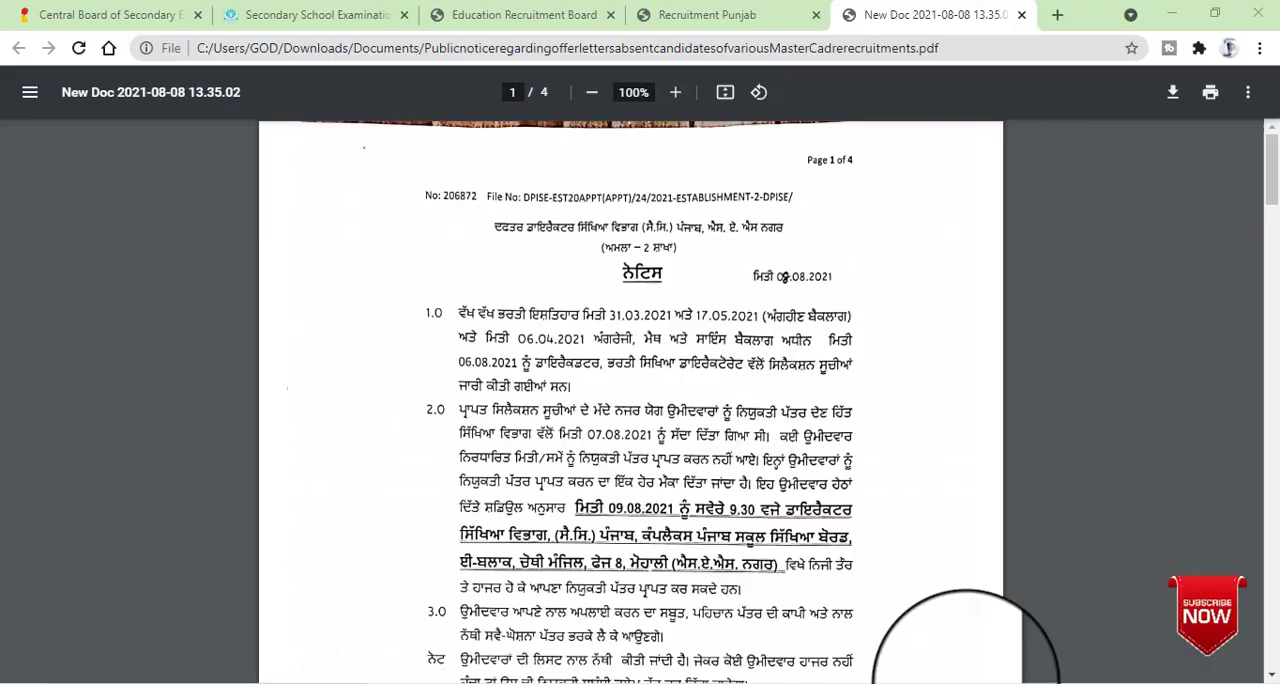 Central Board of Secondary E
Secondary School Examinatic
Education Recruitment Board
Recruitment Punjab
New Doc 2021-08-08 13.35.0
File
C:/Users/GOD/Downloads/Documents/PublicnoticeregardingofferlettersabsentcandidatesofvariousMasterCadrerecruitments.pdf
New Doc 2021-08-08 13.35.02
1 / 4
100%
Page 1 of 4
No: 206872 File No: DPISE-EST20APPT(APPT)/24/2021-ESTABLISHMENT-2-DPISE/
ਦਫਤਰ ਡਾਇਰੈਕਟਰ ਸਿੱਖਿਆ ਵਿਭਾਗ (ਸੈ.ਸਿ.) ਪੰਜਾਬ, ਐਸ. ਏ. ਐਸ ਨਗਰ
(ਅਮਲਾ – 2 ਸ਼ਾਖਾ)
ਨੋਟਿਸ
ਮਿਤੀ 08.08.2021
1.0 ਵੱਖ ਵੱਖ ਭਰਤੀ ਇਸ਼ਤਿਹਾਰ ਮਿਤੀ 31.03.2021 ਅਤੇ 17.05.2021 (ਅੰਗਹੀਣ ਬੈਕਲਾਗ)
ਅਤੇ ਮਿਤੀ 06.04.2021 ਅੰਗਰੇਜ਼ੀ, ਮੈਥ ਅਤੇ ਸਾਇੰਸ ਬੈਕਲਾਗ ਅਧੀਨ ਮਿਤੀ
06.08.2021 ਨੂੰ ਡਾਇਰੈਕਡਟਰ, ਭਰਤੀ ਸਿਖਿਆ ਡਾਇਰੈਕਟੋਰੇਟ ਵੱਲੋਂ ਸਿਲੈਕਸ਼ਨ ਸੂਚੀਆਂ
ਜਾਰੀ ਕੀਤੀ ਗਈਆਂ ਸਨ।
2.0 ਪ੍ਰਾਪਤ ਸਿਲੈਕਸ਼ਨ ਸੂਚੀਆਂ ਦੇ ਮੱਦੇ ਨਜਰ ਯੋਗ ਉਮੀਦਵਾਰਾਂ ਨੂੰ ਨਿਯੁਕਤੀ ਪੱਤਰ ਦੇਣ ਹਿੱਤ
ਸਿੱਖਿਆ ਵਿਭਾਗ ਵੱਲੋਂ ਮਿਤੀ 07.08.2021 ਨੂੰ ਸੱਦਾ ਦਿੱਤਾ ਗਿਆ ਸੀ। ਕਈ ਉਮੀਦਵਾਰ
ਨਿਰਧਾਰਿਤ ਮਿਤੀ/ਸਮੇਂ ਨੂੰ ਨਿਯੁਕਤੀ ਪੱਤਰ ਪ੍ਰਾਪਤ ਕਰਨ ਨਹੀਂ ਆਏ। ਇਨ੍ਹਾਂ ਉਮੀਦਵਾਰਾਂ ਨੂੰ
ਨਿਯੁਕਤੀ ਪੱਤਰ ਪ੍ਰਾਪਤ ਕਰਨ ਦਾ ਇੱਕ ਹੋਰ ਮੌਕਾ ਦਿੱਤਾ ਜਾਂਦਾ ਹੈ। ਇਹ ਉਮੀਦਵਾਰ ਹੇਠਾਂ
ਦਿੱਤੇ ਸ਼ਡਿਉਲ ਅਨੁਸਾਰ ਮਿਤੀ 09.08.2021 ਨੂੰ ਸਵੇਰੇ 9.30 ਵਜੇ ਡਾਇਰੈਕਟਰ
ਸਿੱਖਿਆ ਵਿਭਾਗ, (ਸੈ.ਸਿ.) ਪੰਜਾਬ, ਕੰਪਲੈਕਸ ਪੰਜਾਬ ਸਕੂਲ ਸਿੱਖਿਆ ਬੋਰਡ,
ਈ-ਬਲਾਕ, ਚੋਥੀ ਮੰਜਿਲ, ਫੇਜ 8, ਮੋਹਾਲੀ (ਐਸ.ਏ.ਐਸ. ਨਗਰ) ਵਿਖੇ ਨਿਜੀ ਤੌਰ
ਤੇ ਹਾਜਰ ਹੋ ਕੇ ਆਪਣਾ ਨਿਯੁਕਤੀ ਪੱਤਰ ਪ੍ਰਾਪਤ ਕਰ ਸਕਦੇ ਹਨ।
3.0 ਉਮੀਦਵਾਰ ਆਪਣੇ ਨਾਲ ਅਪਲਾਈ ਕਰਨ ਦਾ ਸਬੂਤ, ਪਹਿਚਾਨ ਪੱਤਰ ਦੀ ਕਾਪੀ ਅਤੇ ਨਾਲ
ਨੱਥੀ ਸਵੈ-ਘੋਸ਼ਨਾ ਪੱਤਰ ਭਰਕੇ ਲੈ ਕੇ ਆਉਣਗੇ।
ਨੋਟ ਉਮੀਦਵਾਰਾਂ ਦੀ ਲਿਸਟ ਨਾਲ ਨੱਥੀ ਕੀਤੀ ਜਾਂਦੀ ਹੈ। ਜੇਕਰ ਕੋਈ ਉਮੀਦਵਾਰ ਹਾਜਰ ਨਹੀਂ
SUBSCRIBE
NOW